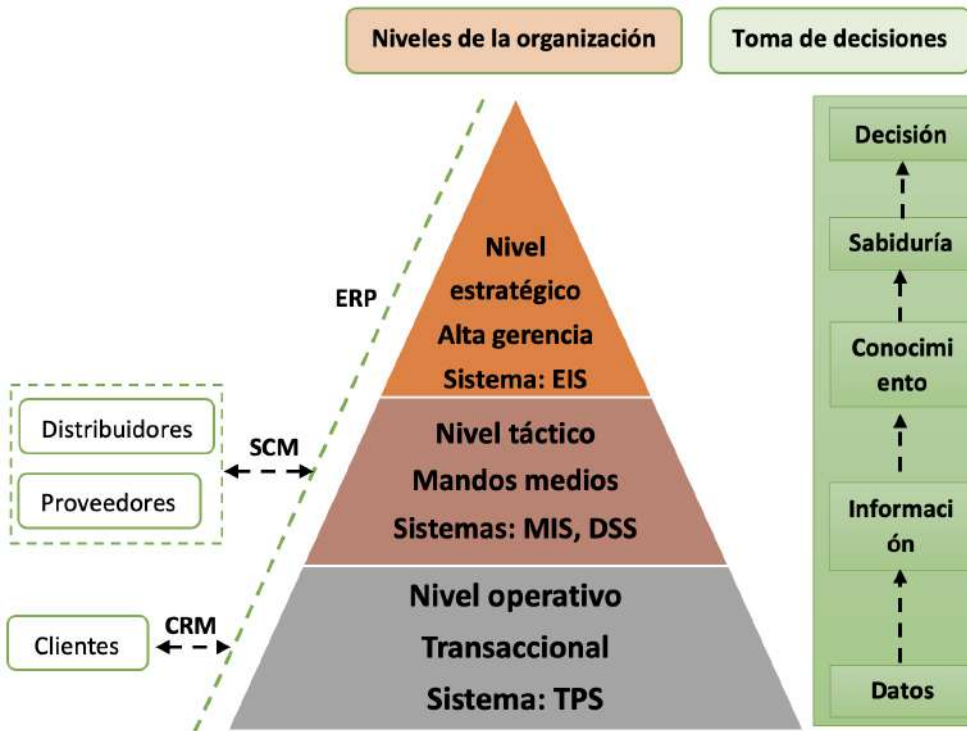 Niveles de la organización
Toma de decisiones
ERP
Distribuidores
Proveedores
SCM
Clientes
CRM
Nivel
estratégico
Alta gerencia
Sistema: EIS
Nivel táctico
Mandos medios
Sistemas: MIS, DSS
Nivel operativo
Transaccional
Sistema: TPS
Decisión
Sabiduría
Conocimi
ento
Informaci
ón
Datos